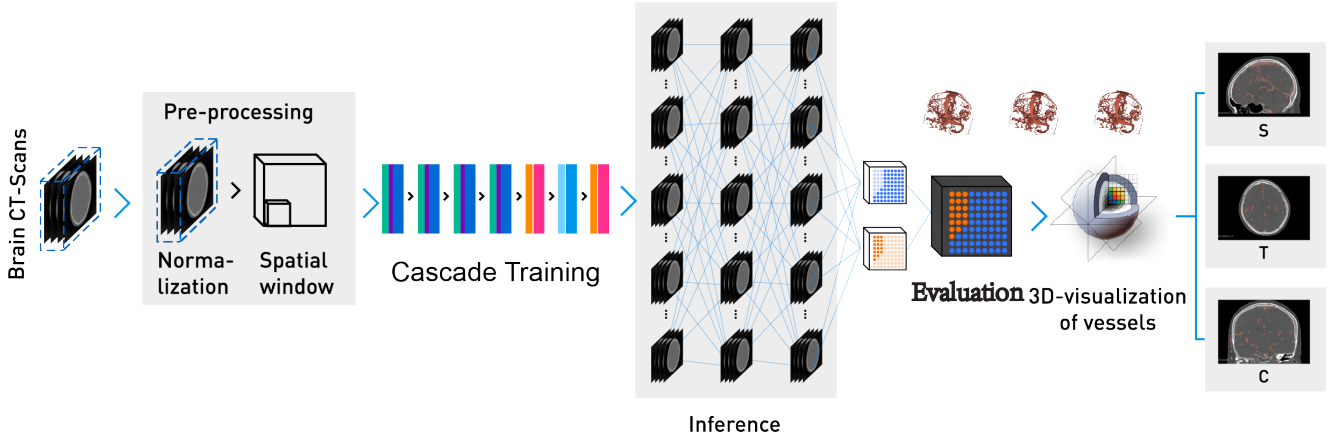 Brain CT-Scans
Pre-processing
Norma-
lization
Spatial
window
Cascade Training
Inference
Evaluation
3D-visualization
of vessels
S
T
C